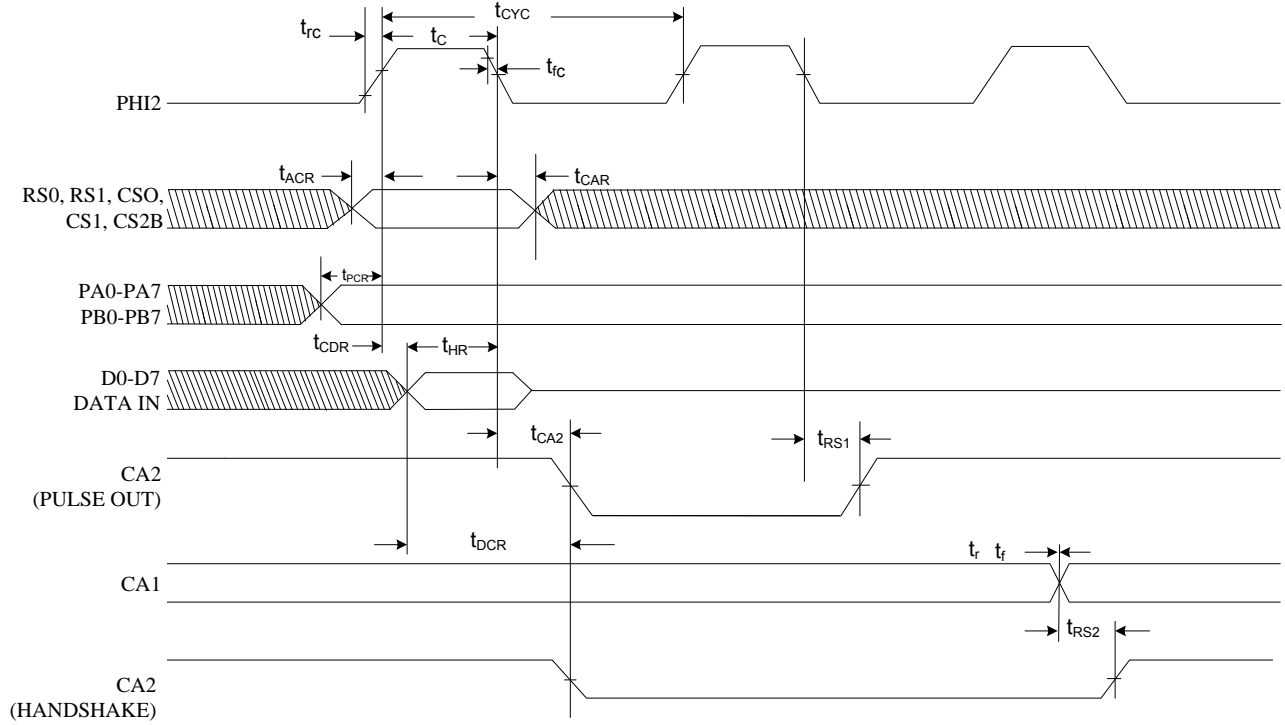 tCYC
trc
tC
tfc
PHI2
tACR
tCAR
RS0, RS1, CSO,
CS1, CS2B
tPCR
PA0-PA7
PB0-PB7
tCDR
tHR
D0-D7
DATA IN
tCA2
tRS1
CA2
(PULSE OUT)
tDCR
tr tf
CA1
tRS2
CA2
(HANDSHAKE)